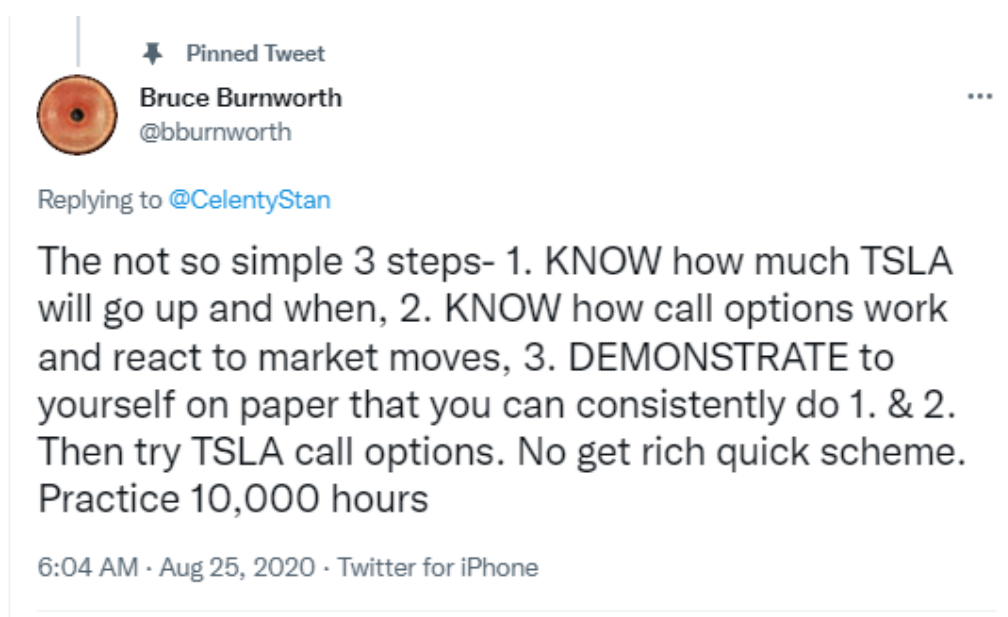 Pinned Tweet
Bruce Burnworth
@bburnworth
Replying to @CelentyStan
The not so simple 3 steps- 1. KNOW how much TSLA
will go up and when, 2. KNOW how call options work
and react to market moves, 3. DEMONSTRATE to
yourself on paper that you can consistently do 1. & 2.
Then try TSLA call options. No get rich quick scheme.
Practice 10,000 hours
6:04 AM · Aug 25, 2020 · Twitter for iPhone